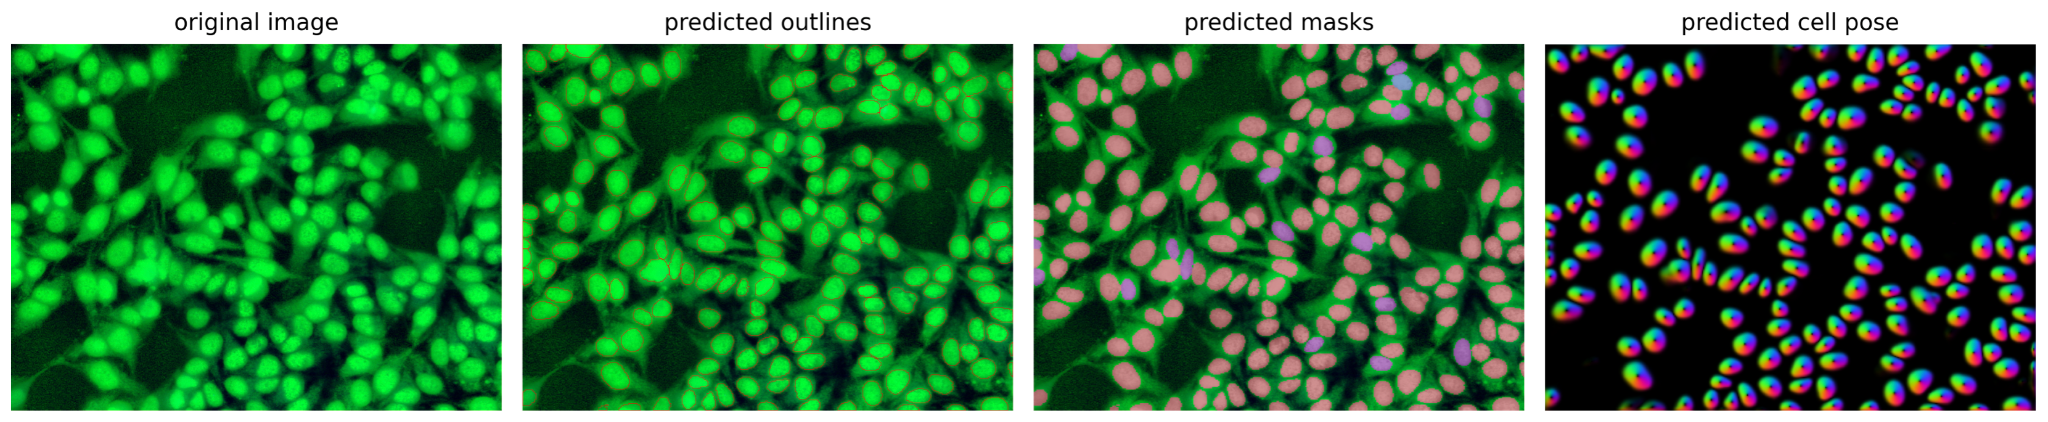 original image
predicted outlines
predicted masks
predicted cell pose